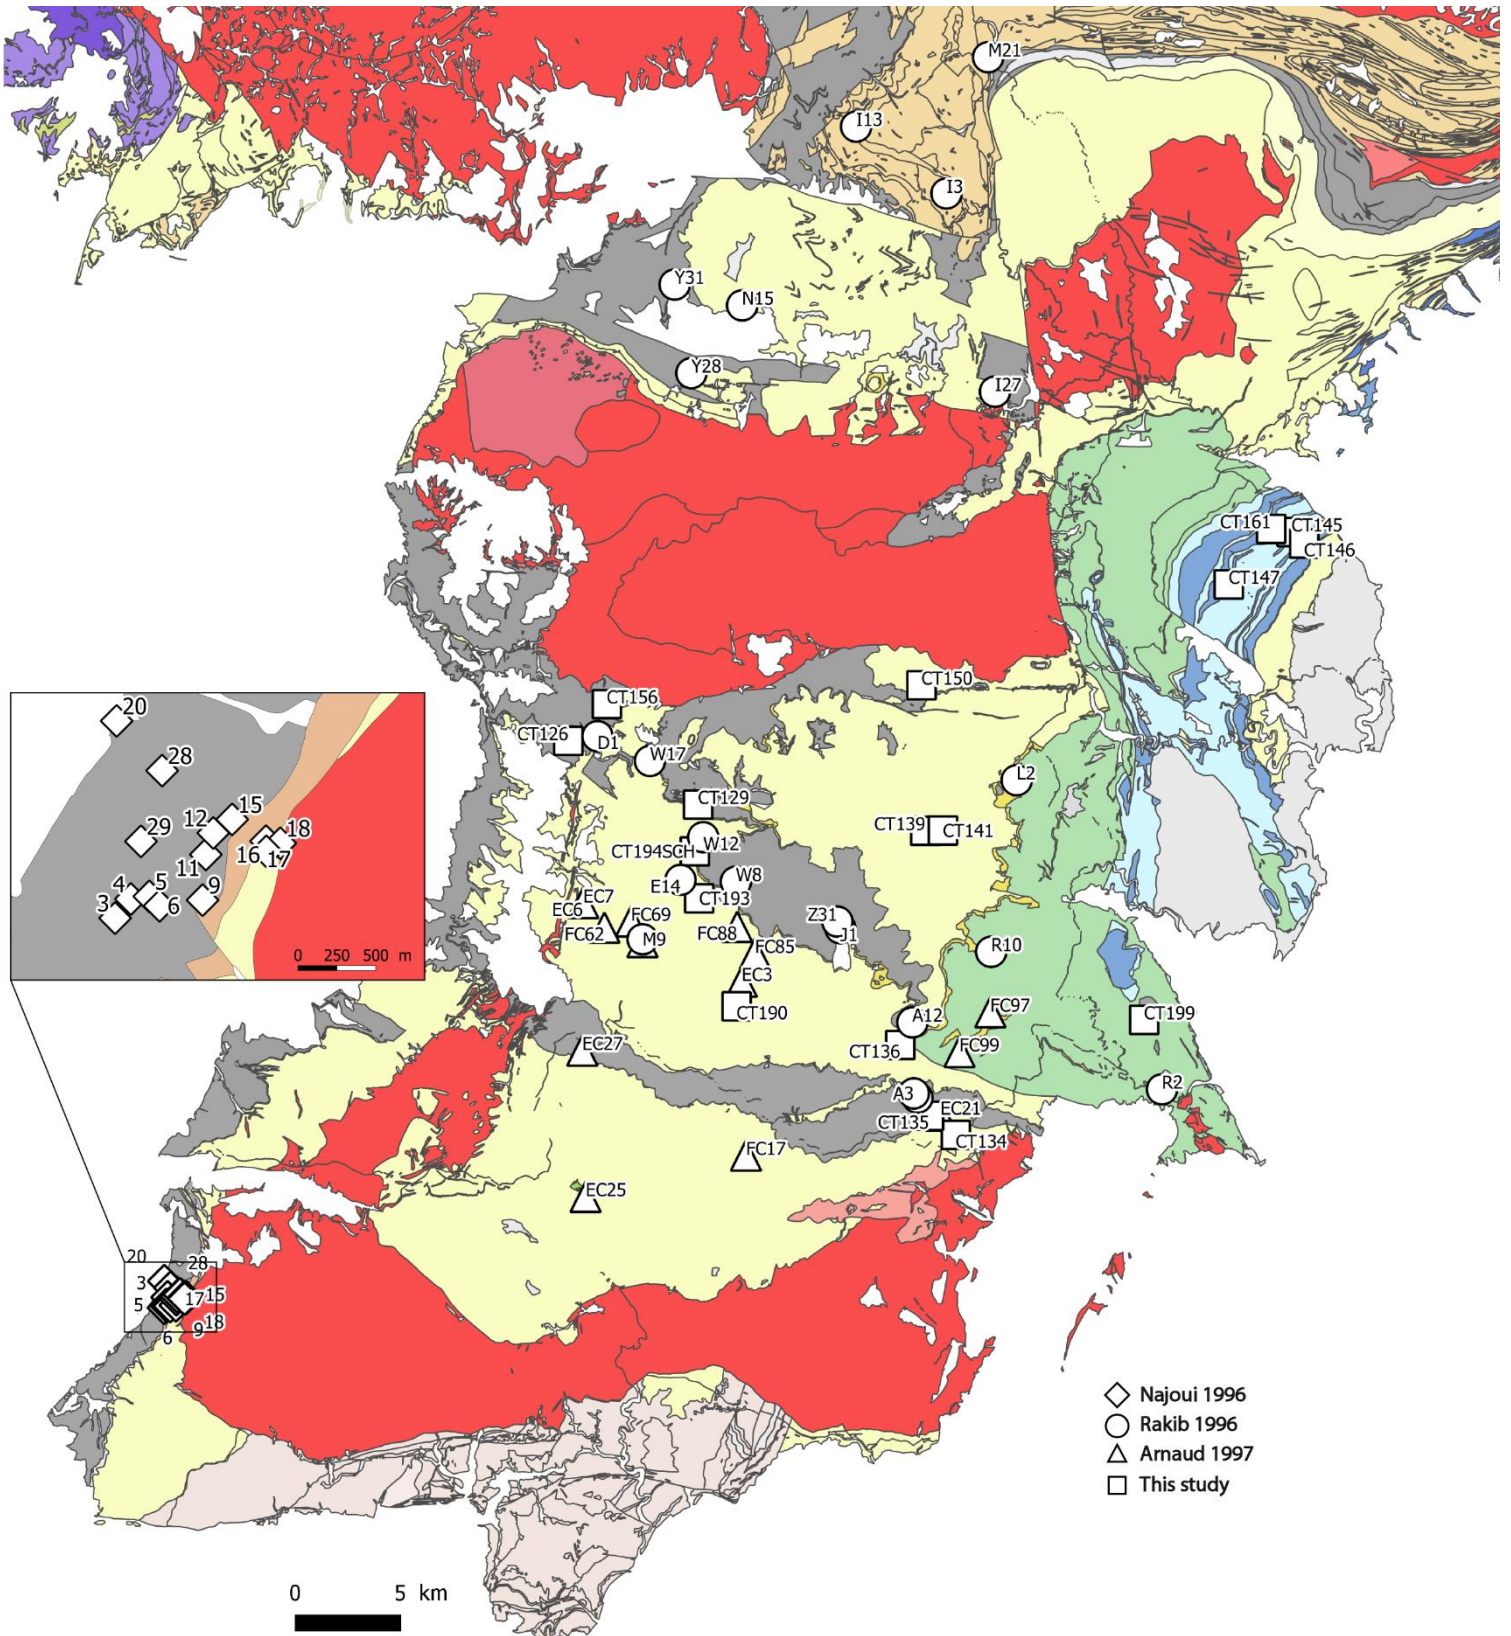 M21
I13
I3
Y31
N15
Y28
I27
CT161
CT145
CT146
CT147
CT150
CT156
CT126
D1
W17
L2
CT129
CT139
CT141
W12
CT194SCH
E14
W8
CT193
EC7
EC6
FC69
FC62
M9
FC88
Z31
J1
FC85
R10
EC3
CT190
A12
FC97
CT199
CT136
FC99
EC27
A3
R2
EC21
CT135
CT134
FC17
EC25
20
28
15
12
29
18
16
17
11
5
4
9
3
6
0 250 500 m
20
28
3
15
17
5
18
9
6
Najoui 1996
Rakib 1996
Arnaud 1997
This study
0 5 km